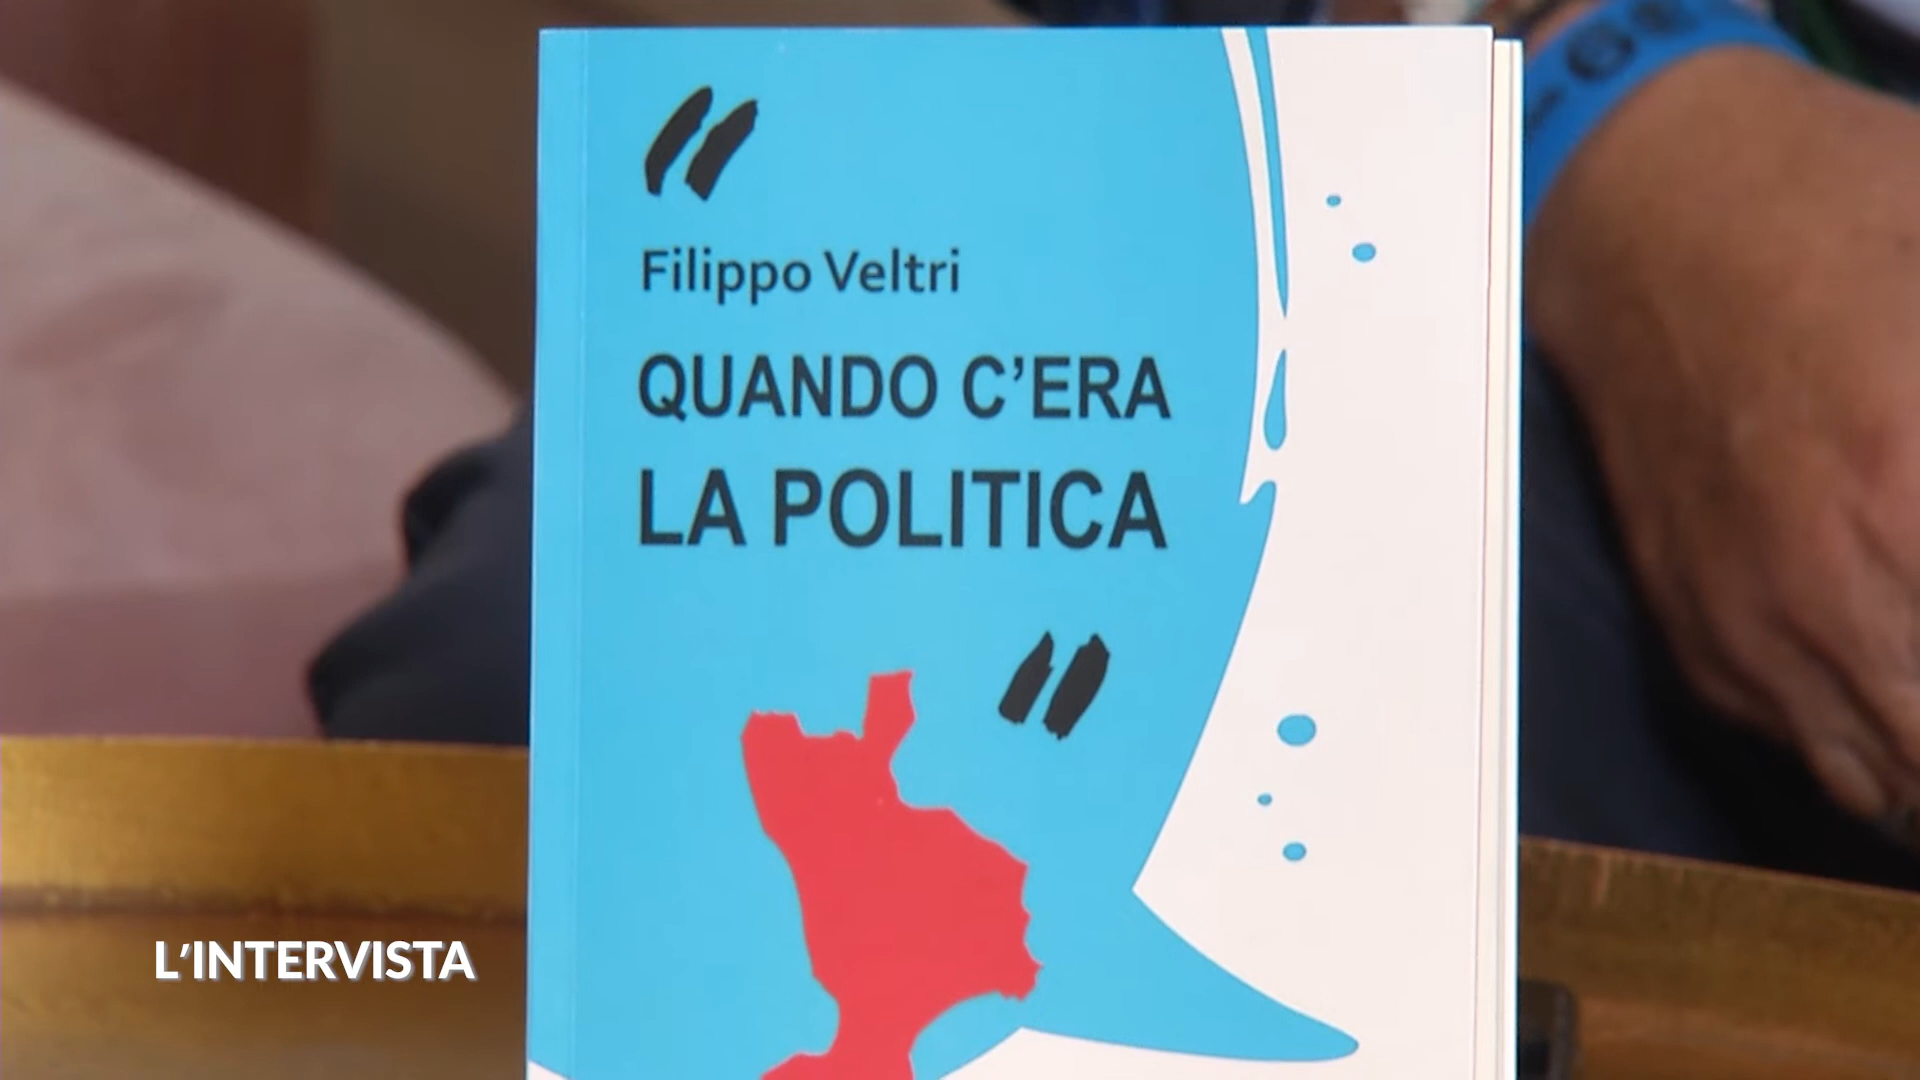 “
Filippo Veltri
QUANDO C’ERA
LA POLITICA
”
L’INTERVISTA